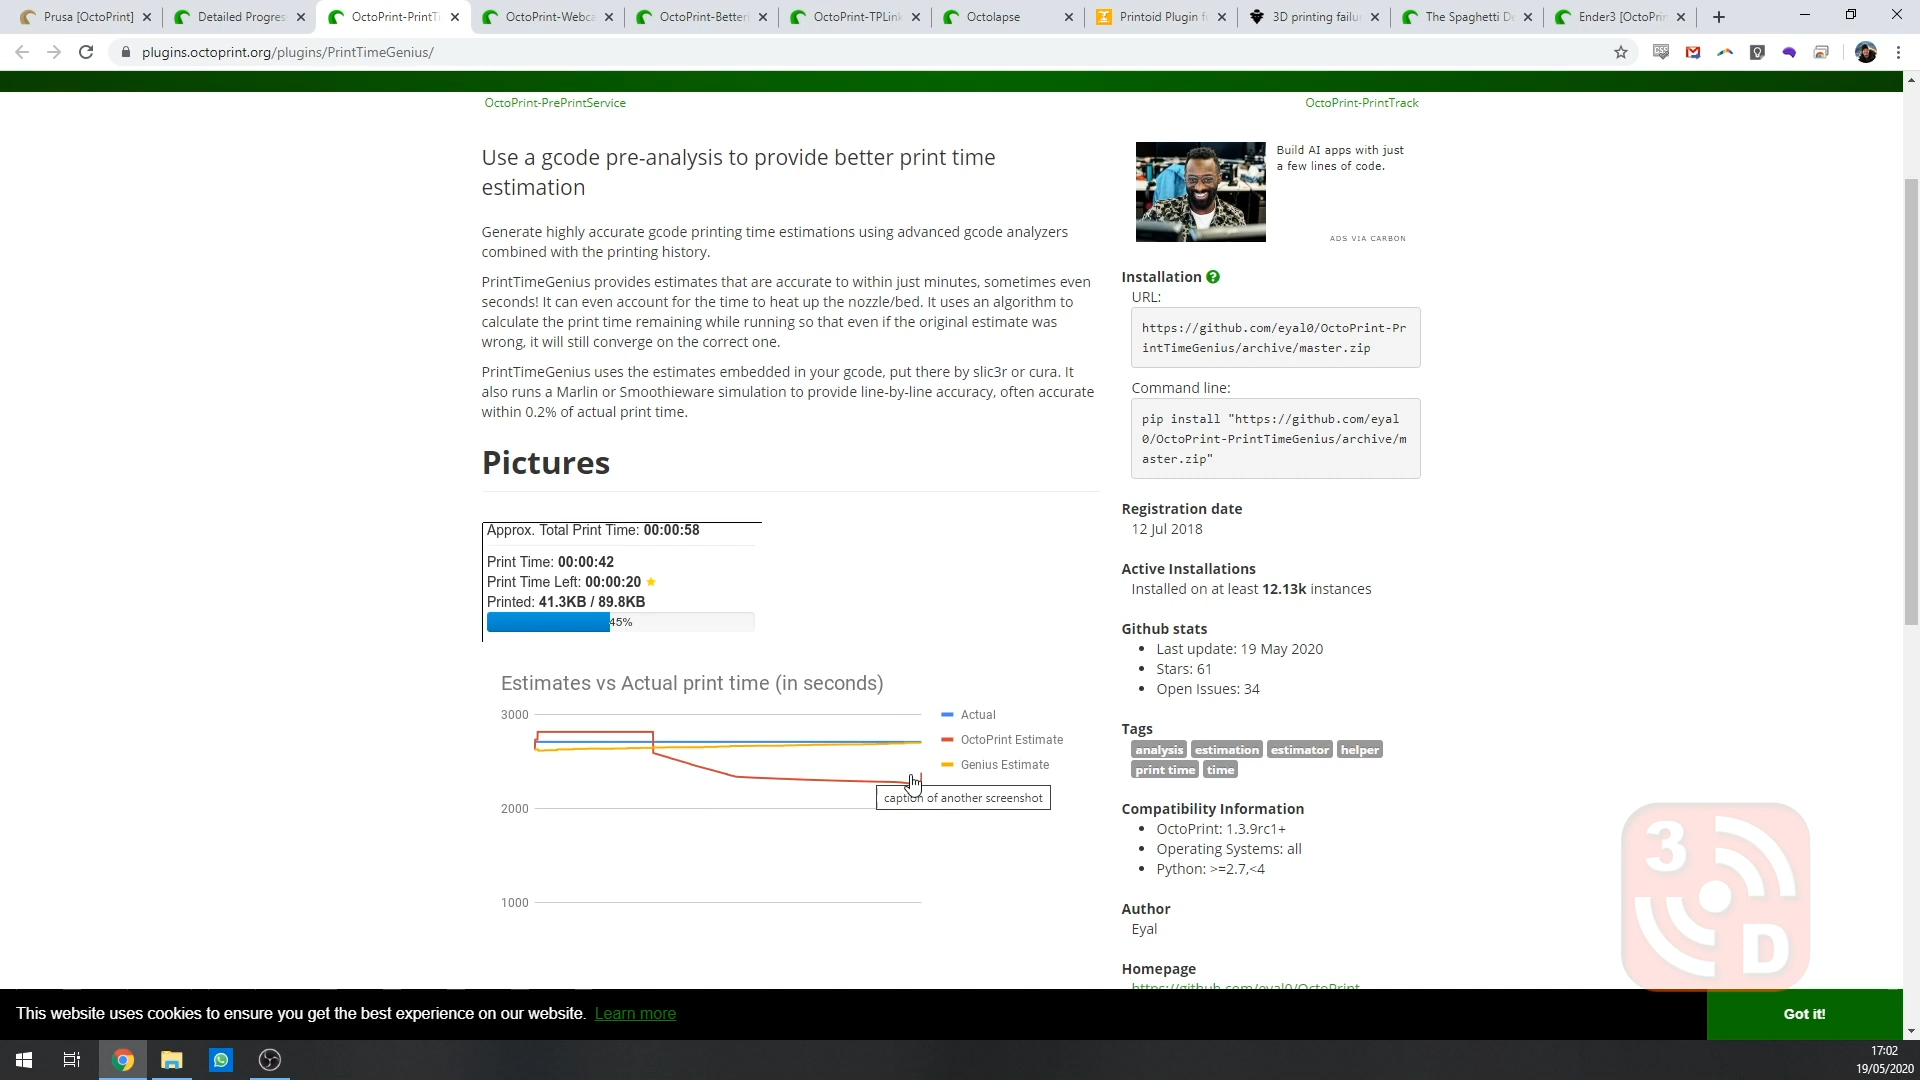 Prusa [OctoPrint]
Detailed Progres
OctoPrint-PrintTi
OctoPrint-Webca
OctoPrint-Better
OctoPrint-TPLink
Octolapse
Printoid Plugin f
3D printing failu
The Spaghetti De
Ender3 [OctoPrin
plugins.octoprint.org/plugins/PrintTimeGenius/
OctoPrint-PrePrintService
OctoPrint-PrintTrack
Use a gcode pre-analysis to provide better print time
estimation
Generate highly accurate gcode printing time estimations using advanced gcode analyzers
combined with the printing history.
PrintTimeGenius provides estimates that are accurate to within just minutes, sometimes even
seconds! It can even account for the time to heat up the nozzle/bed. It uses an algorithm to
calculate the print time remaining while running so that even if the original estimate was
wrong, it will still converge on the correct one.
PrintTimeGenius uses the estimates embedded in your gcode, put there by slic3r or cura. It
also runs a Marlin or Smoothieware simulation to provide line-by-line accuracy, often accurate
within 0.2% of actual print time.
Pictures
Approx. Total Print Time: 00:00:58
Print Time: 00:00:42
Print Time Left: 00:00:20
Printed: 41.3KB / 89.8KB
45%
Estimates vs Actual print time (in seconds)
3000
2000
1000
Actual
OctoPrint Estimate
Genius Estimate
caption of another screenshot
Build AI apps with just
a few lines of code.
ADS VIA CARBON
Installation
URL:
https://github.com/eyal0/OctoPrint-Pr
intTimeGenius/archive/master.zip
Command line:
pip install "https://github.com/eyal
0/OctoPrint-PrintTimeGenius/archive/m
aster.zip"
Registration date
12 Jul 2018
Active Installations
Installed on at least 12.13k instances
Github stats
Last update: 19 May 2020
Stars: 61
Open Issues: 34
Tags
analysis estimation estimator helper
print time time
Compatibility Information
OctoPrint: 1.3.9rc1+
Operating Systems: all
Python: >=2.7,<4
Author
Eyal
Homepage
https://github.com/eyal0/OctoPrint
3
D
This website uses cookies to ensure you get the best experience on our website. Learn more
Got it!
17:02
19/05/2020